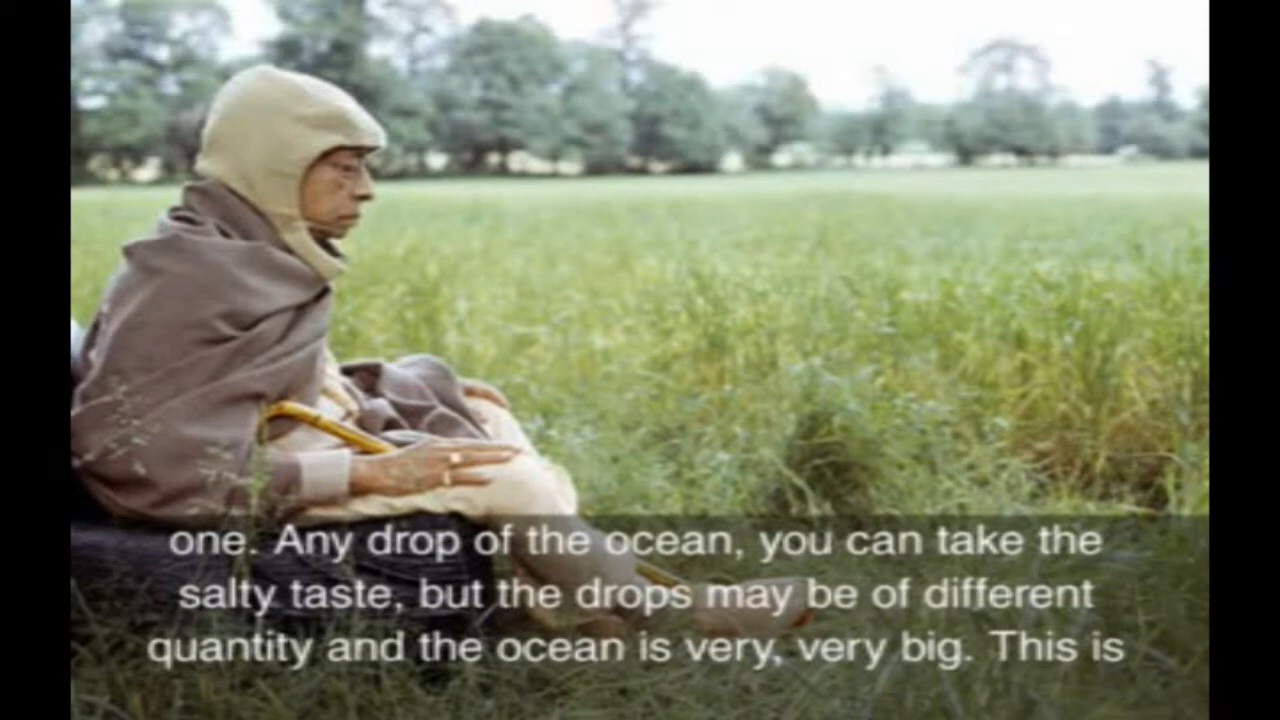 one. Any drop of the ocean, you can take the
salty taste, but the drops may be of different
quantity and the ocean is very, very big. This is